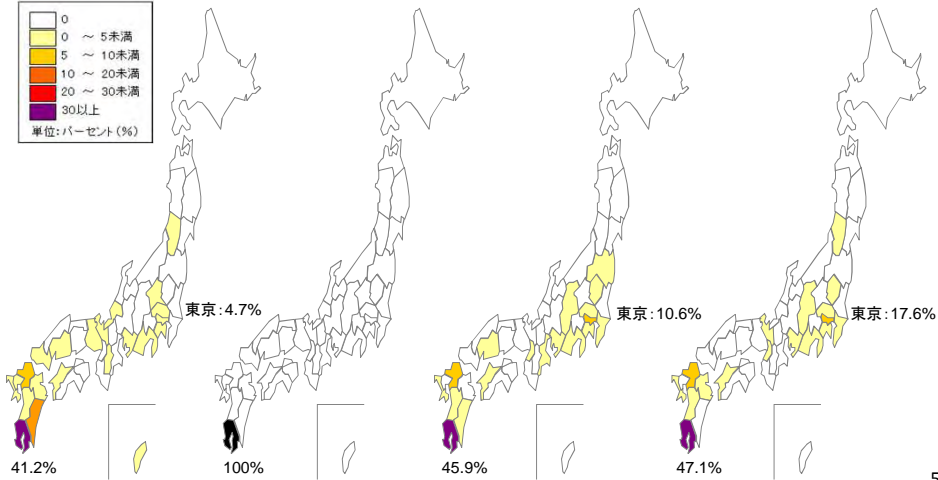 0
0 ～ 5未満
5 ～ 10未満
10 ～ 20未満
20 ～ 30未満
30以上
単位：パーセント（%）
東京：4.7%
東京：10.6%
東京：17.6%
41.2%
100%
45.9%
47.1%
5